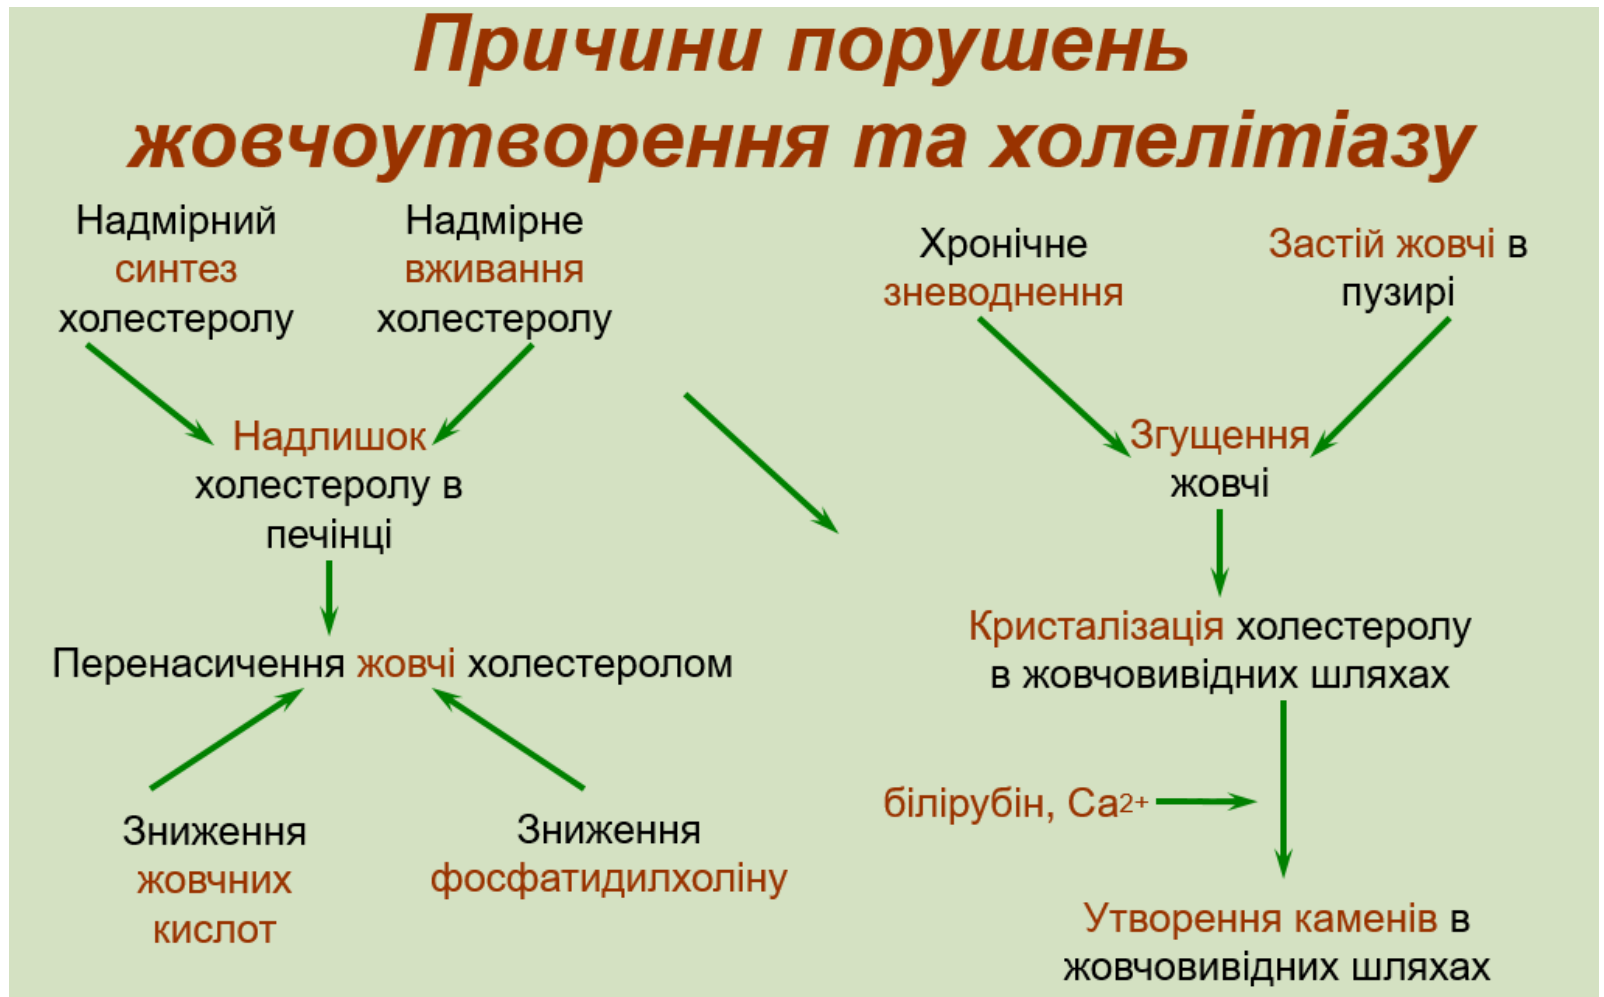 Причини порушень
жовчоутворення та холелітіазу
Надмірний
синтез
холестеролу
Надмірне
вживання
холестеролу
Надлишок
холестеролу в
печінці
Перенасичення жовчі холестеролом
Зниження
жовчних
кислот
Зниження
фосфатидилхоліну
Хронічне
зневоднення
Застій жовчі в
пузирі
Згущення
жовчі
Кристалізація холестеролу
в жовчовивідних шляхах
білірубін, Ca2+
Утворення каменів в
жовчовивідних шляхах